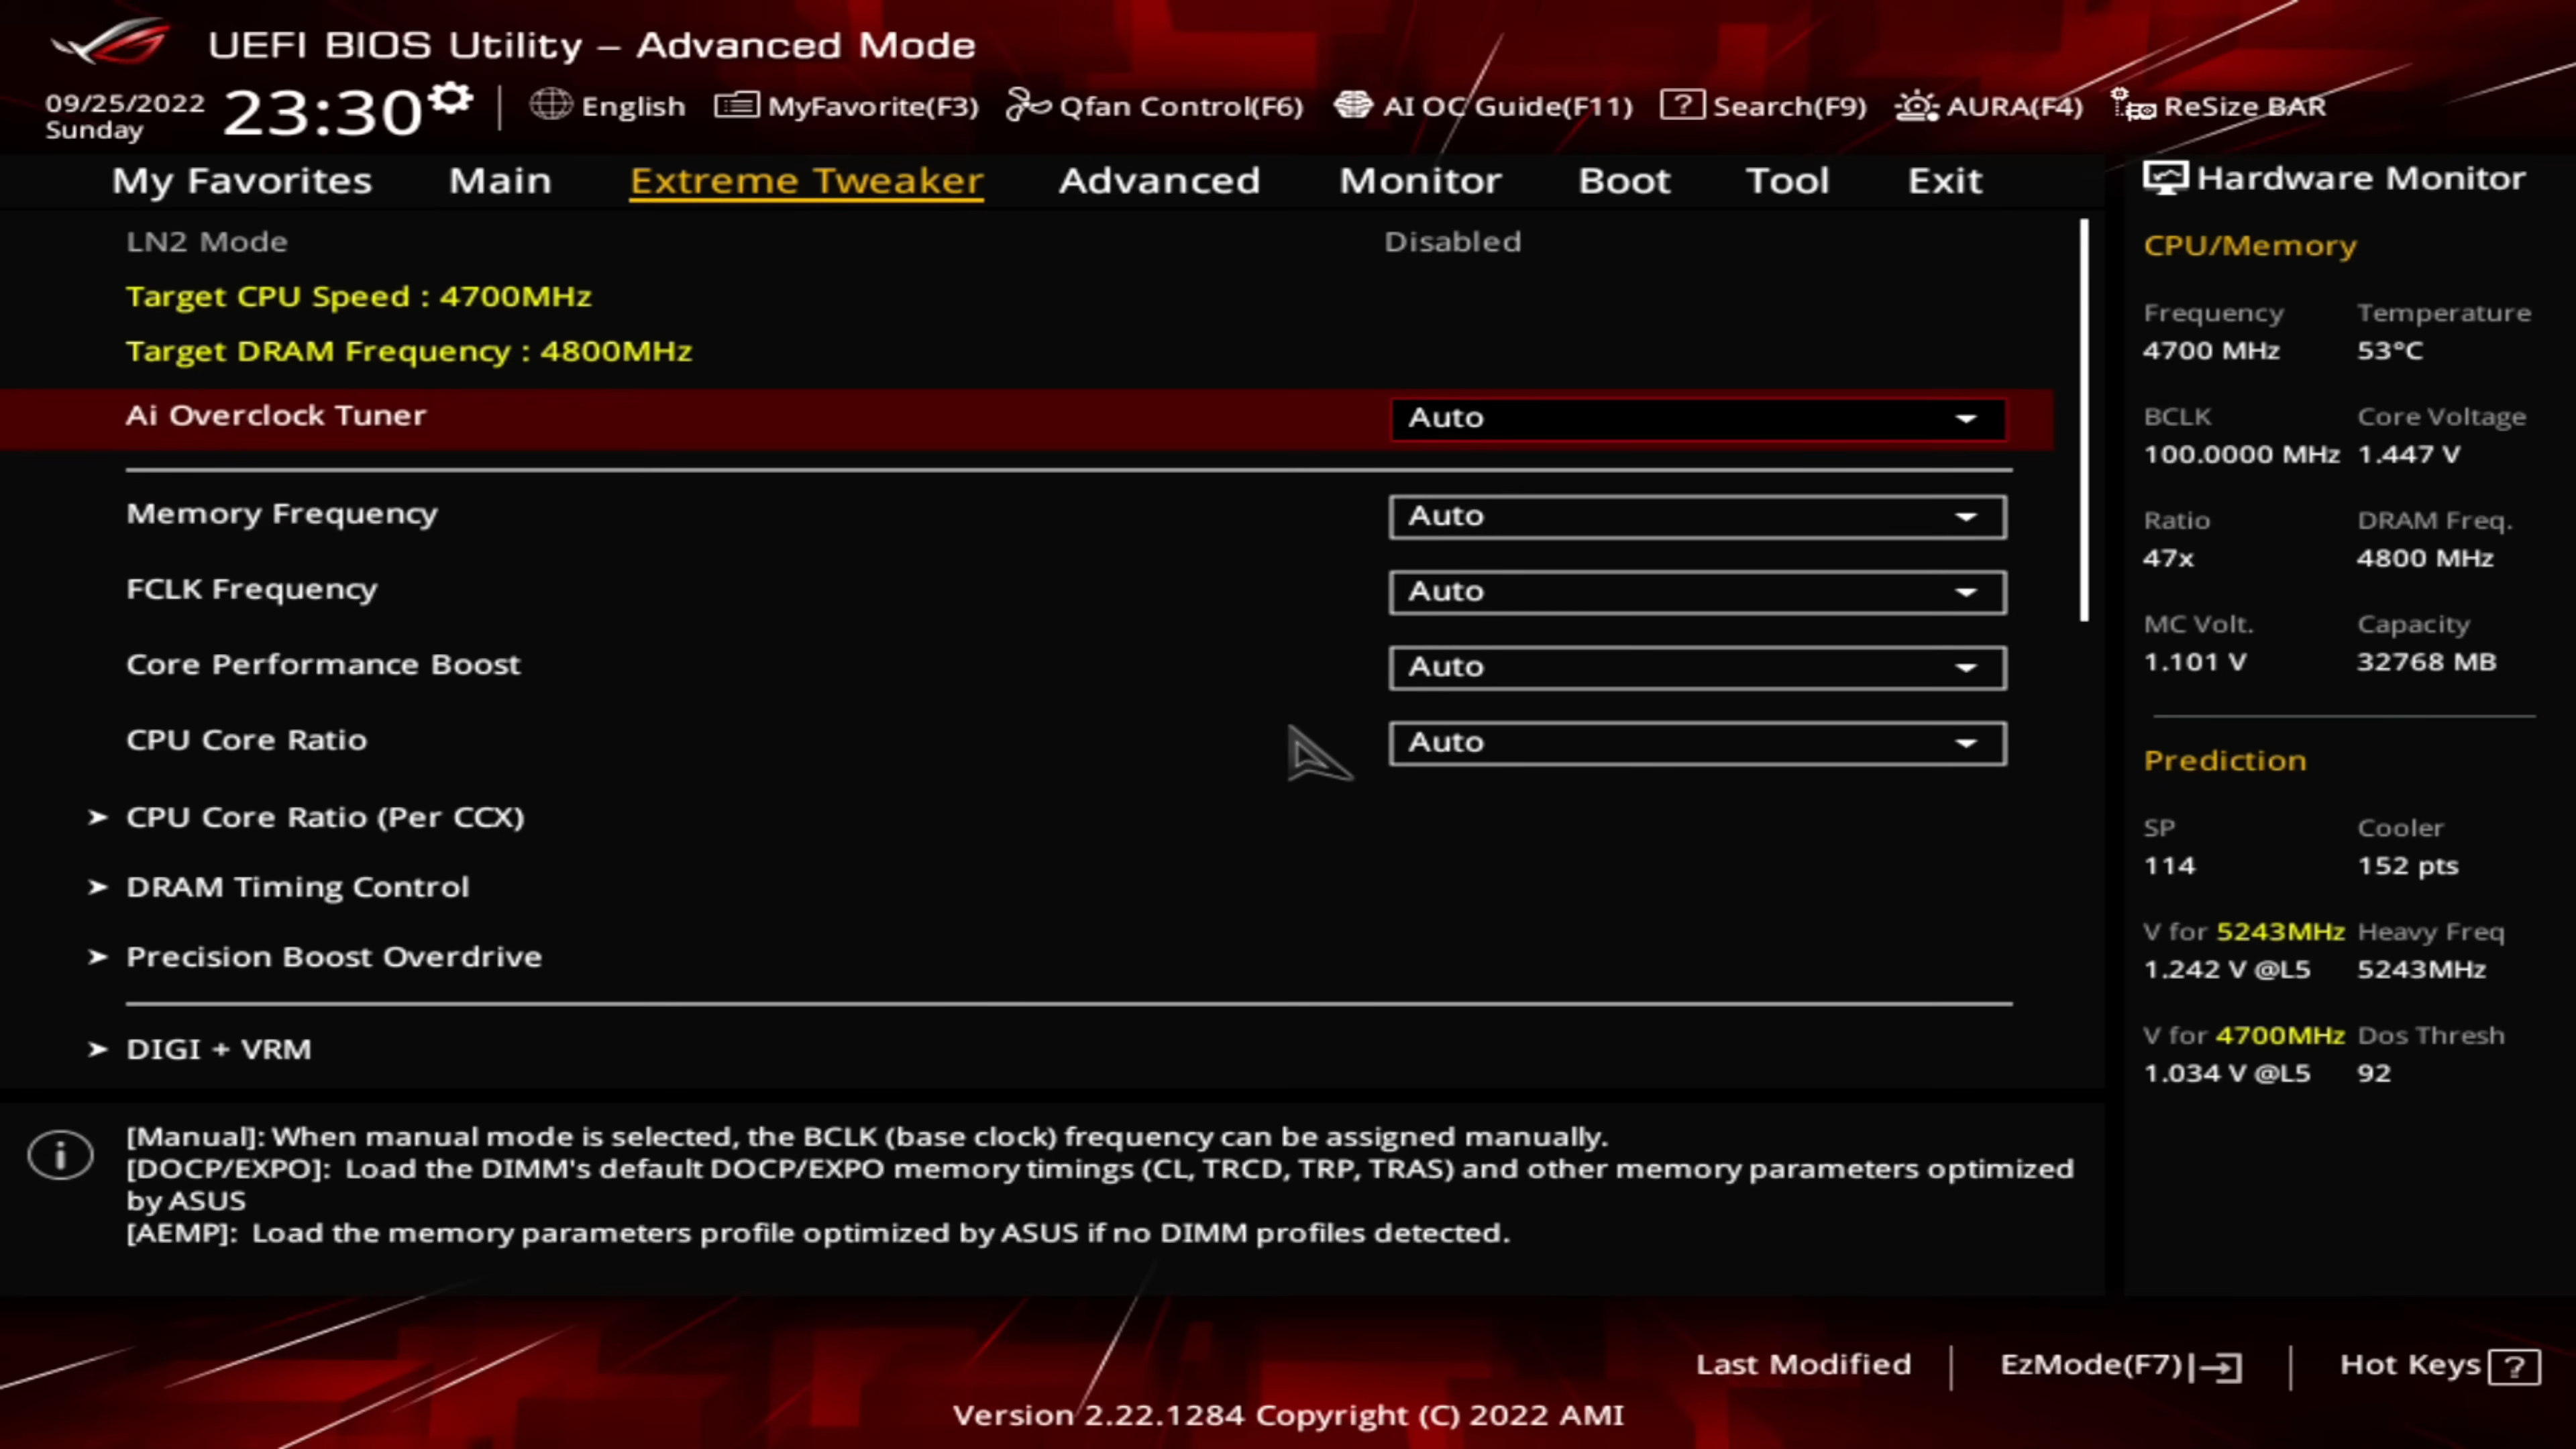 UEFI BIOS Utility – Advanced Mode
09/25/2022
Sunday
23:30
English
MyFavorite(F3)
Qfan Control(F6)
AI OC Guide(F11)
? Search(F9)
AURA(F4)
ReSize BAR
My Favorites
Main
Extreme Tweaker
Advanced
Monitor
Boot
Tool
Exit
LN2 Mode Disabled
Target CPU Speed : 4700MHz
Target DRAM Frequency : 4800MHz
Ai Overclock Tuner Auto
Memory Frequency Auto
FCLK Frequency Auto
Core Performance Boost Auto
CPU Core Ratio Auto
CPU Core Ratio (Per CCX)
DRAM Timing Control
Precision Boost Overdrive
DIGI + VRM
i
[Manual]: When manual mode is selected, the BCLK (base clock) frequency can be assigned manually.
[DOCP/EXPO]: Load the DIMM's default DOCP/EXPO memory timings (CL, TRCD, TRP, TRAS) and other memory parameters optimized
by ASUS
[AEMP]: Load the memory parameters profile optimized by ASUS if no DIMM profiles detected.
Hardware Monitor
CPU/Memory
Frequency Temperature
4700 MHz 53°C
BCLK Core Voltage
100.0000 MHz 1.447 V
Ratio DRAM Freq.
47x 4800 MHz
MC Volt. Capacity
1.101 V 32768 MB
Prediction
SP Cooler
114 152 pts
V for 5243MHz Heavy Freq
1.242 V @L5 5243MHz
V for 4700MHz Dos Thresh
1.034 V @L5 92
Last Modified
EzMode(F7)
Hot Keys ?
Version 2.22.1284 Copyright (C) 2022 AMI